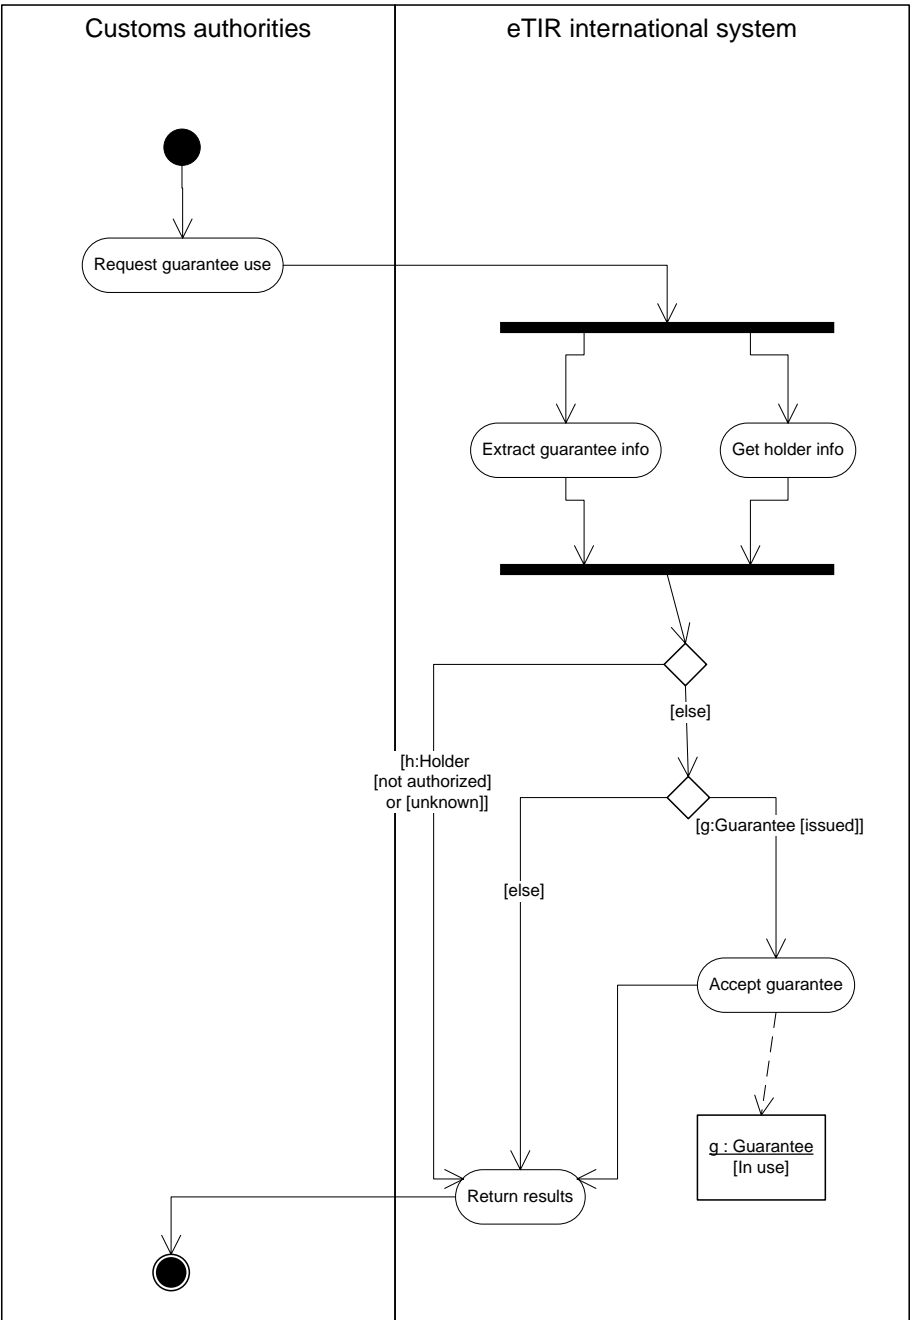 Customs authorities
eTIR international system
Request guarantee use
Extract guarantee info
Get holder info
[else]
[h:Holder
[not authorized]
or [unknown]]
[g:Guarantee [issued]]
[else]
Accept guarantee
g : Guarantee
[In use]
Return results